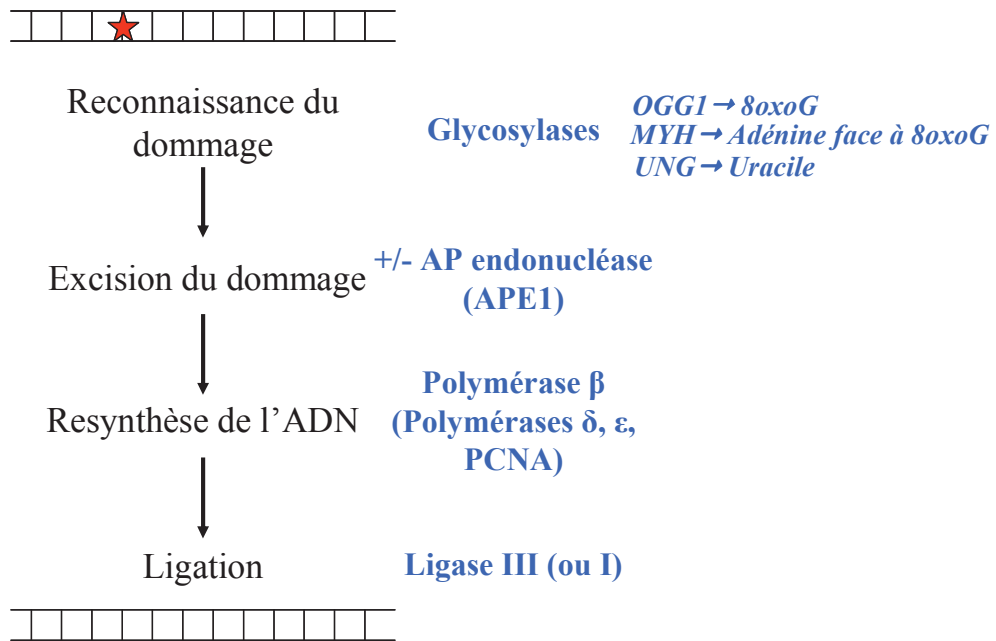 Reconnaissance du
dommage
Glycosylases
OGG1 → 8oxoG
MYH → Adénine face à 8oxoG
UNG → Uracile
Excision du dommage
+/- AP endonucléase
(APE1)
Resynthèse de l’ADN
Polymérase β
(Polymérases δ, ε,
PCNA)
Ligation
Ligase III (ou I)